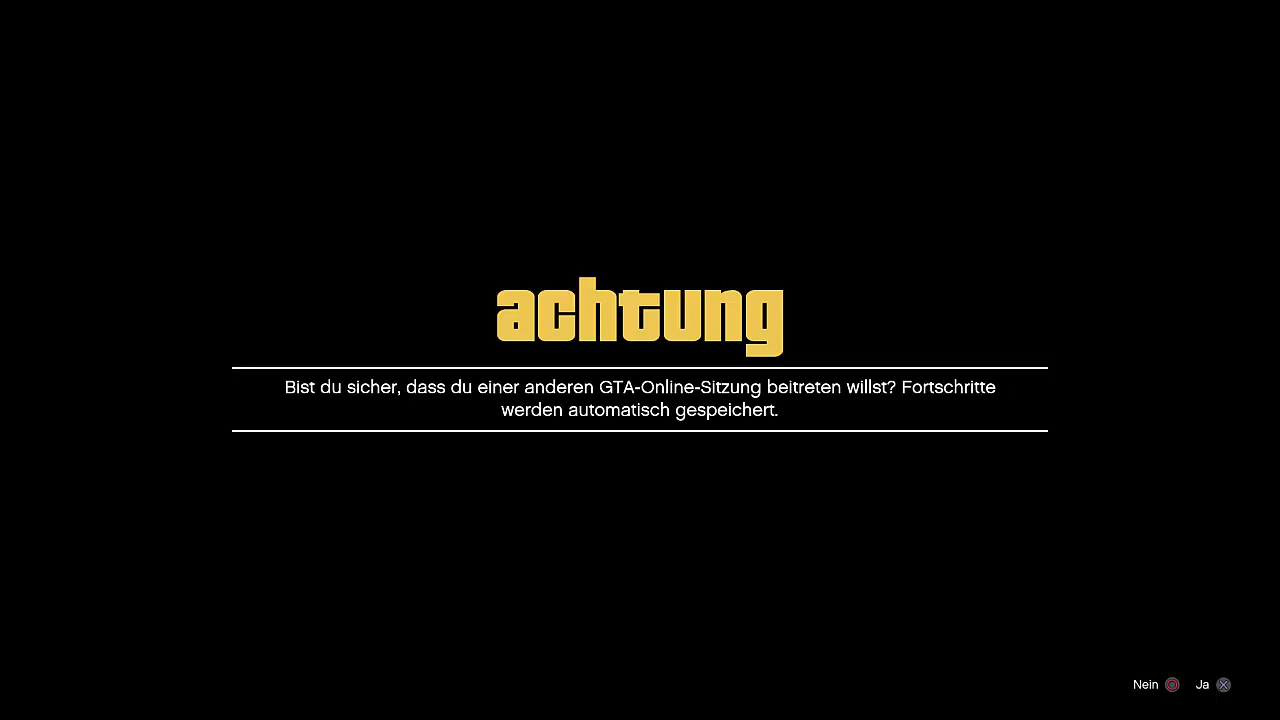 achtung
Bist du sicher, dass du einer anderen GTA-Online-Sitzung beitreten willst? Fortschritte
werden automatisch gespeichert.
Nein Ja